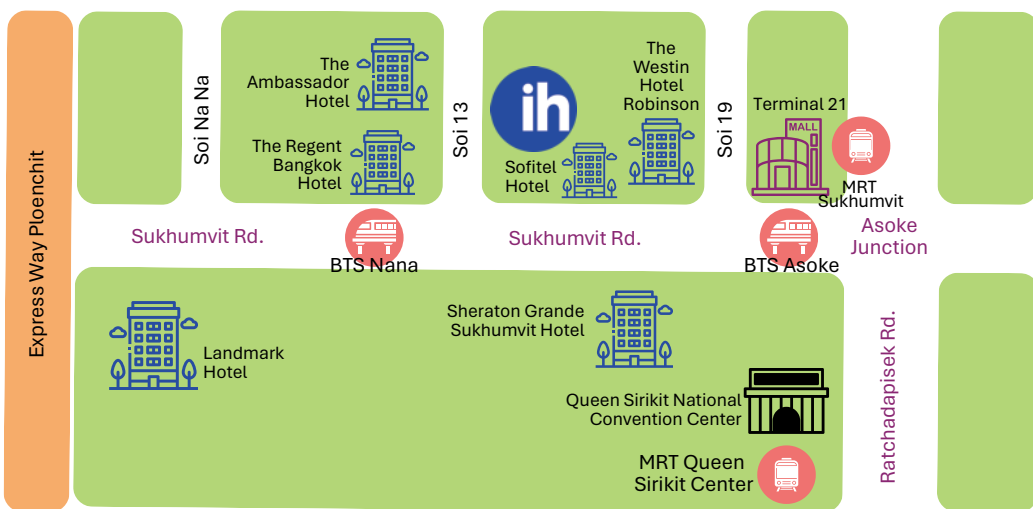 Express Way Ploenchit
Soi Na Na
The
Ambassador
Hotel
The Regent
Bangkok
Hotel
Soi 13
ih
Sofitel
Hotel
The
Westin
Hotel
Robinson
Soi 19
Terminal 21
MALL
MRT
Sukhumvit
Sukhumvit Rd.
BTS Nana
Sukhumvit Rd.
BTS Asoke
Asoke
Junction
Landmark
Hotel
Sheraton Grande
Sukhumvit Hotel
Queen Sirikit National
Convention Center
MRT Queen
Sirikit Center
Ratchadapisek Rd.